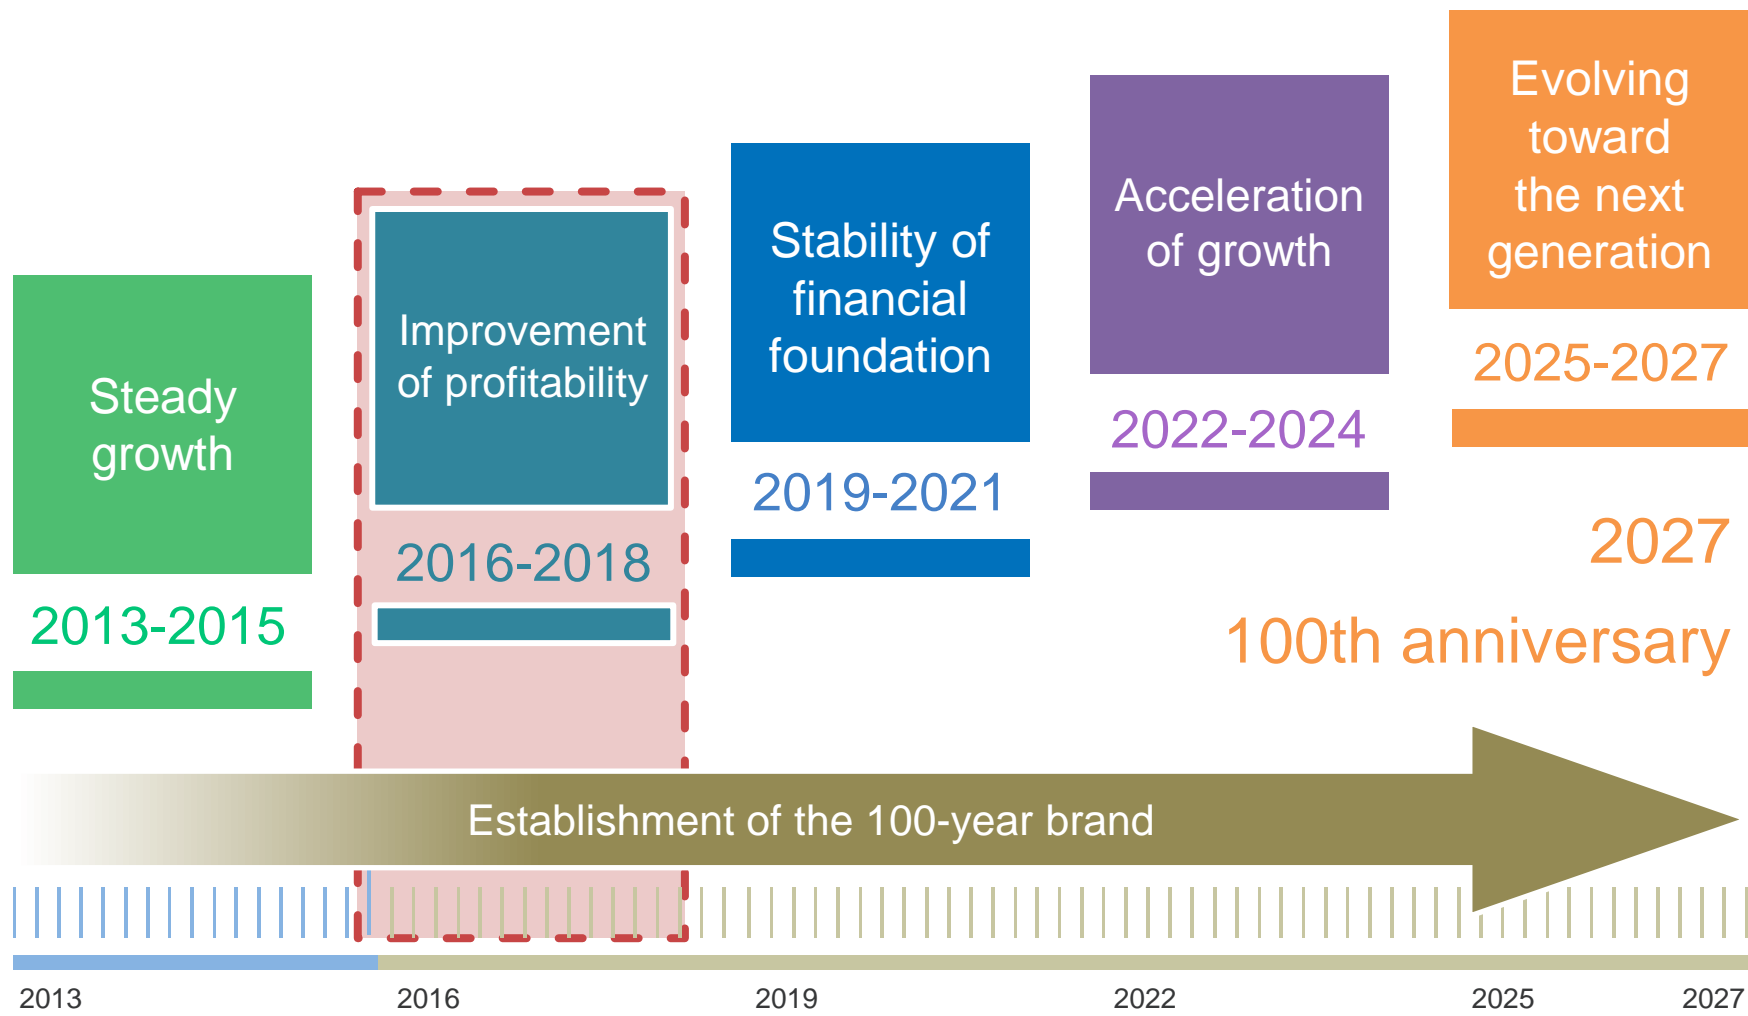 Steady
growth
2013-2015
Improvement
of profitability
2016-2018
Stability of
financial
foundation
2019-2021
Acceleration
of growth
2022-2024
Evolving
toward
the next
generation
2025-2027
2027
100th anniversary
Establishment of the 100-year brand
2013
2016
2019
2022
2025
2027